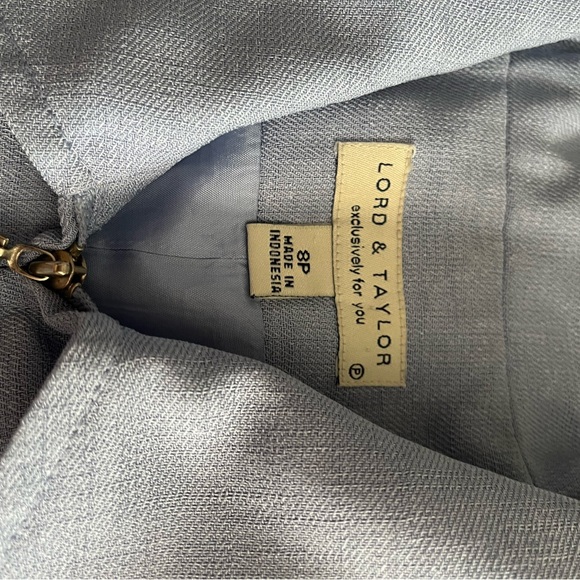 LORD & TAYLOR
exclusively for you
P
8P
MADE IN
INDONESIA